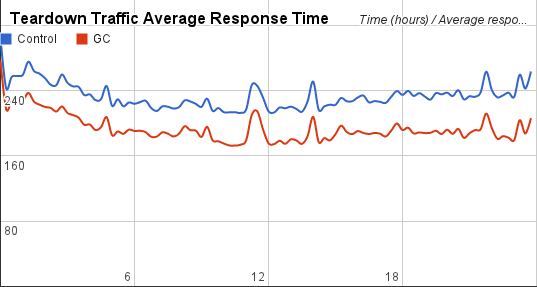 Teardown Traffic Average Response Time
Time (hours) / Average respo...
Control GC
240
160
80
6 12 18